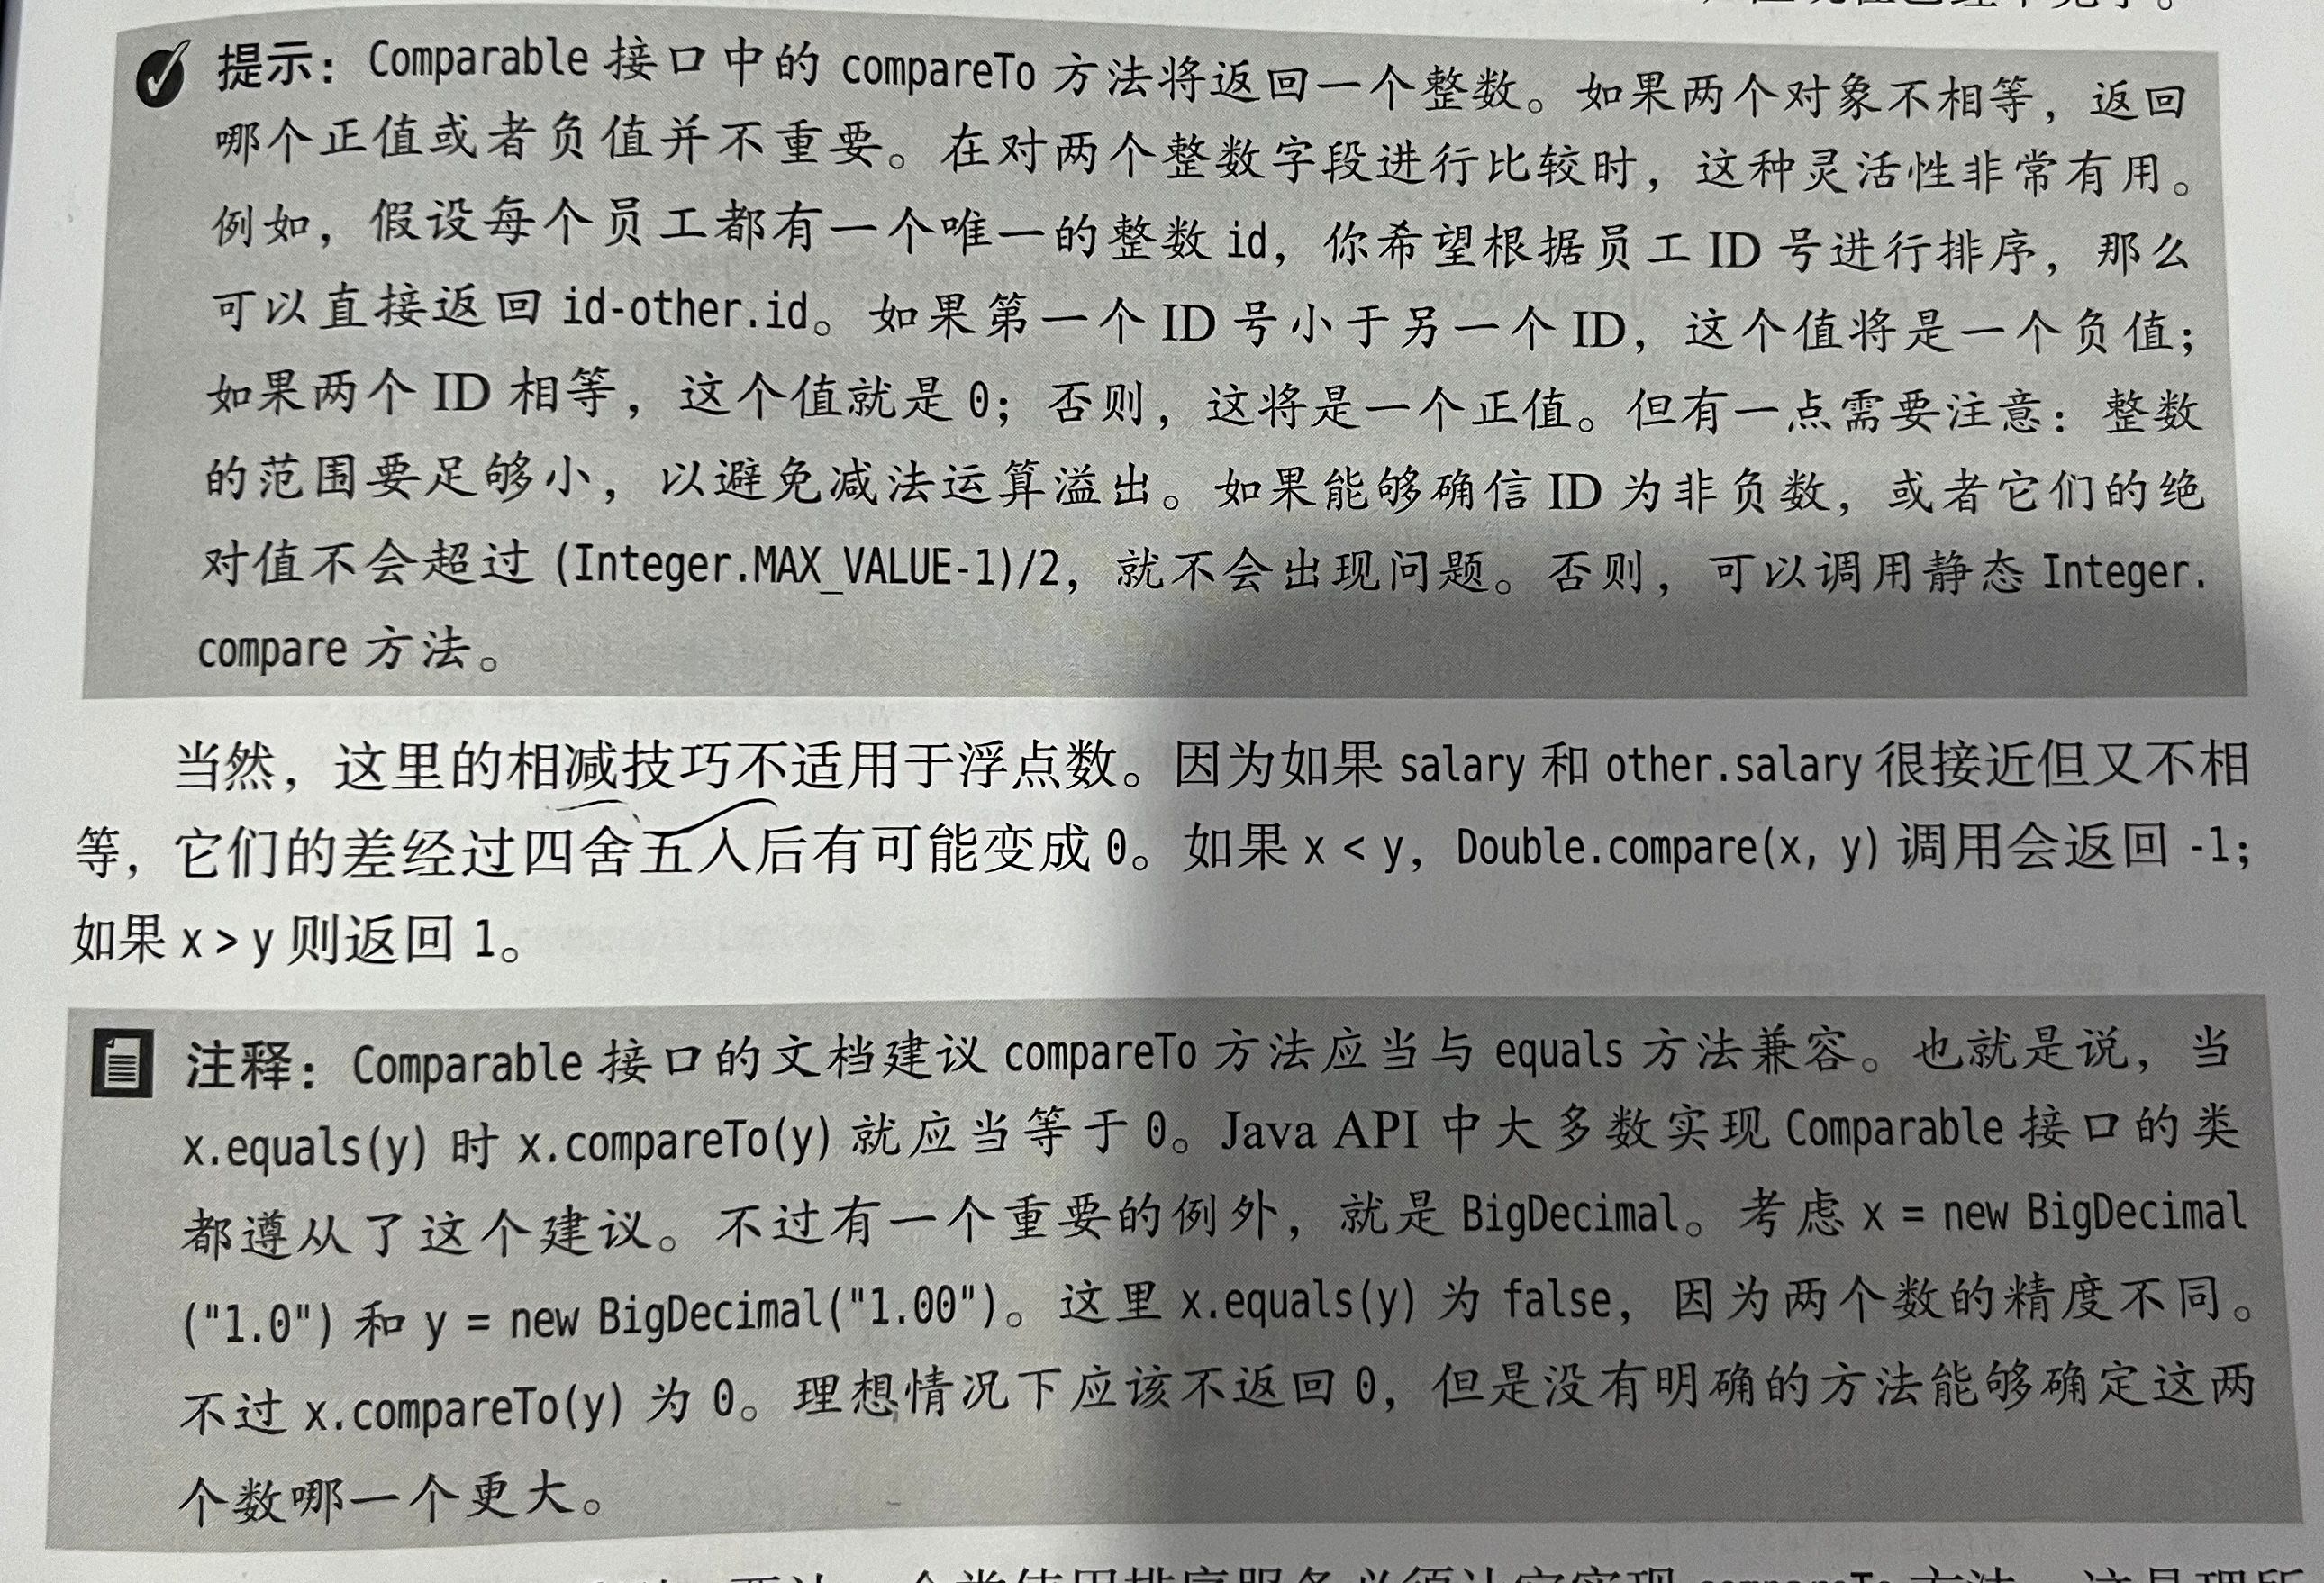 提示：Comparable 接口中的 compareTo 方法将返回一个整数。如果两个对象不相等，返回
哪个正值或者负值并不重要。在对两个整数字段进行比较时，这种灵活性非常有用。
例如，假设每个员工都有一个唯一的整数 id，你希望根据员工 ID 号进行排序，那么
可以直接返回 id-other.id。如果第一个 ID 号小于另一个 ID，这个值将是一个负值；
如果两个 ID 相等，这个值就是 0；否则，这将是一个正值。但有一点需要注意：整数
的范围要足够小，以避免减法运算溢出。如果能够确信 ID 为非负数，或者它们的绝
对值不会超过 (Integer.MAX_VALUE-1)/2，就不会出现问题。否则，可以调用静态 Integer.
compare 方法。
当然，这里的相减技巧不适用于浮点数。因为如果 salary 和 other.salary 很接近但又不相
等，它们的差经过四舍五入后有可能变成 0。如果 x < y，Double.compare(x, y) 调用会返回 -1；
如果 x > y 则返回 1。
注释：Comparable 接口的文档建议 compareTo 方法应当与 equals 方法兼容。也就是说，当
x.equals(y) 时 x.compareTo(y) 就应当等于 0。Java API 中大多数实现 Comparable 接口的类
都遵从了这个建议。不过有一个重要的例外，就是 BigDecimal。考虑 x = new BigDecimal
("1.0") 和 y = new BigDecimal("1.00")。这里 x.equals(y) 为 false，因为两个数的精度不同。
不过 x.compareTo(y) 为 0。理想情况下应该不返回 0，但是没有明确的方法能够确定这两
个数哪一个更大。